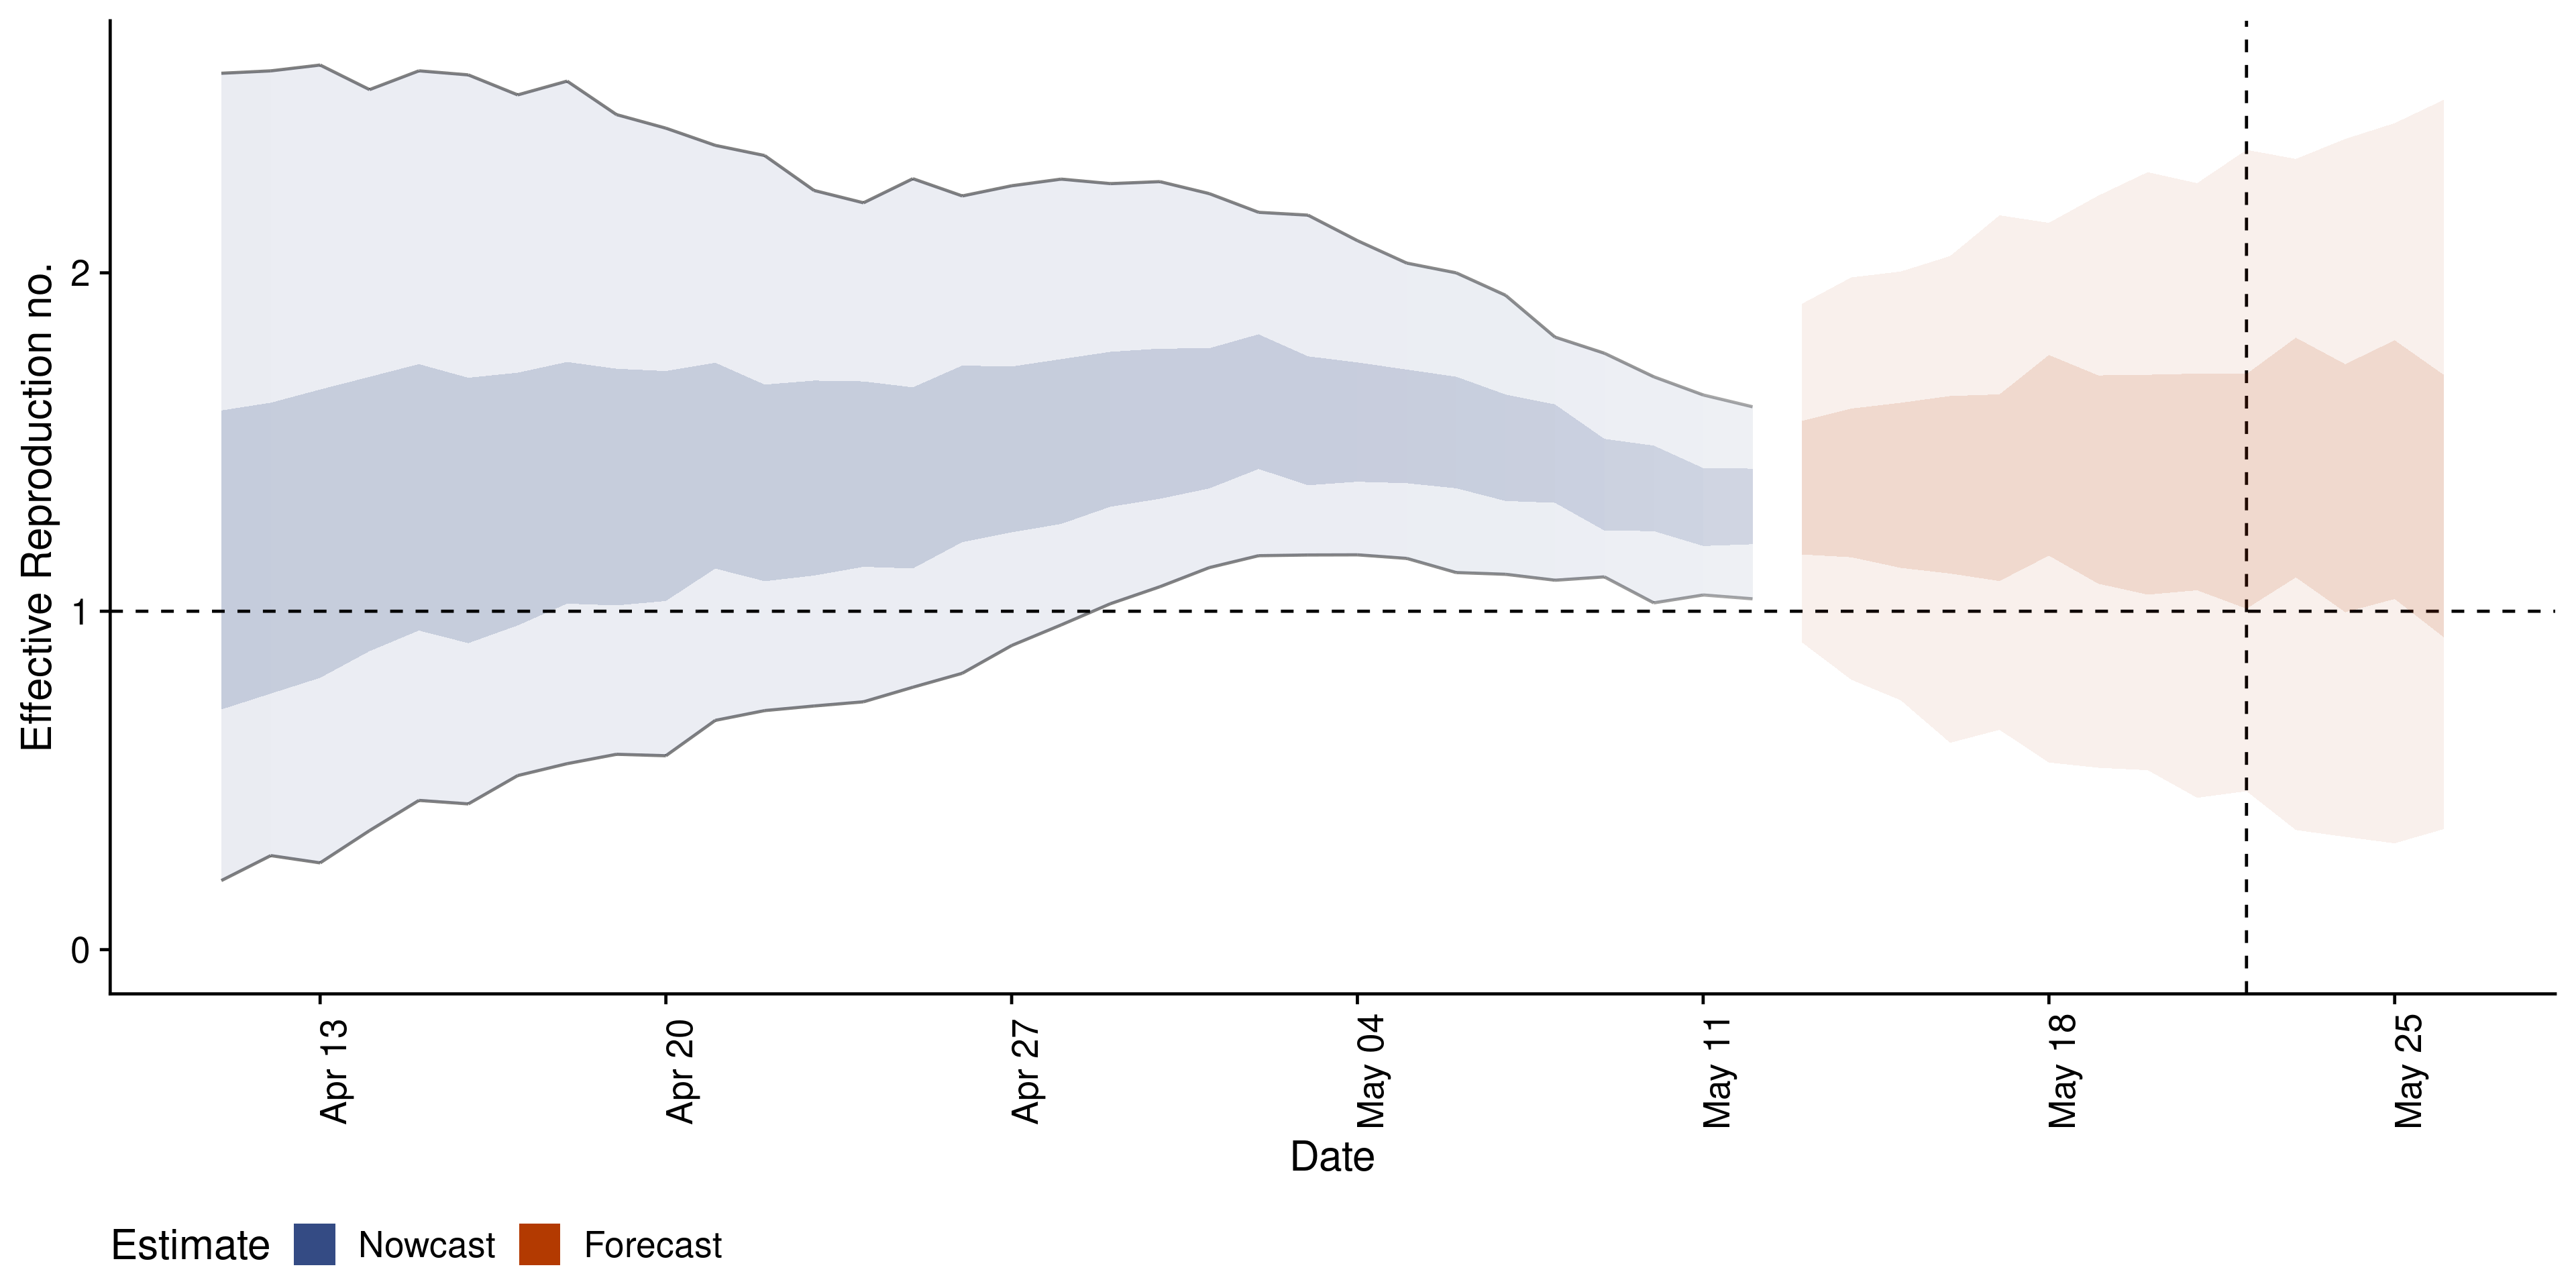 Effective Reproduction no.
2
1
0
Apr 13
Apr 20
Apr 27
May 04
May 11
May 18
May 25
Date
Estimate Nowcast Forecast